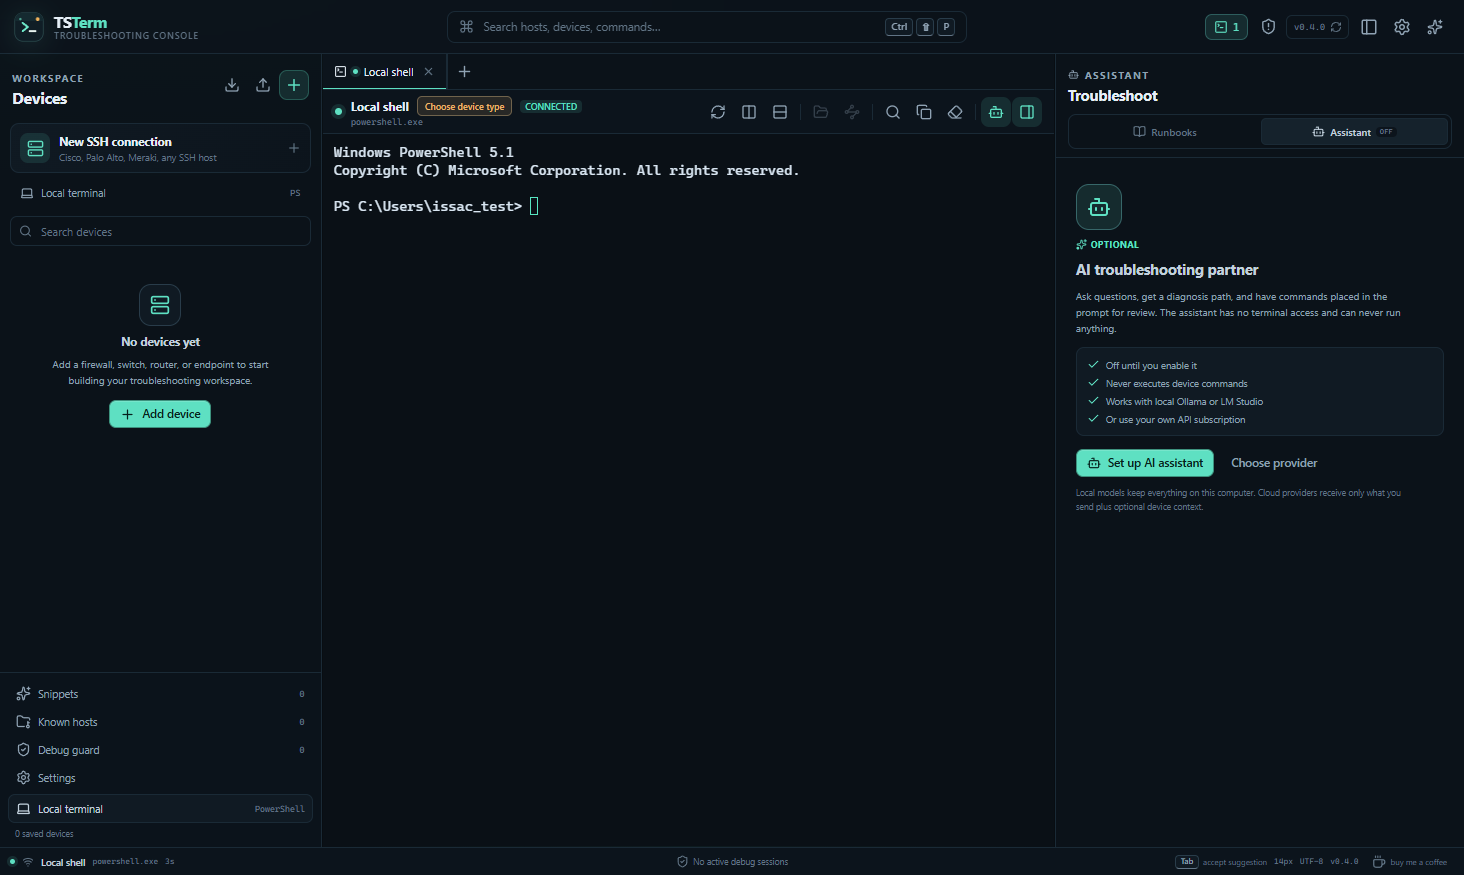 TSTerm
TROUBLESHOOTING CONSOLE
Search hosts, devices, commands...
Ctrl
P
1
v0.4.0
WORKSPACE
Devices
New SSH connection
Cisco, Palo Alto, Meraki, any SSH host
Local terminal
PS
Search devices
No devices yet
Add a firewall, switch, router, or endpoint to start
building your troubleshooting workspace.
Add device
Snippets
0
Known hosts
0
Debug guard
0
Settings
Local terminal
PowerShell
0 saved devices
Local shell
Local shell
Choose device type
CONNECTED
powershell.exe
Windows PowerShell 5.1
Copyright (C) Microsoft Corporation. All rights reserved.
PS C:\Users\issac_test>
ASSISTANT
Troubleshoot
Runbooks
Assistant
OFF
OPTIONAL
AI troubleshooting partner
Ask questions, get a diagnosis path, and have commands placed in the
prompt for review. The assistant has no terminal access and can never run
anything.
Off until you enable it
Never executes device commands
Works with local Ollama or LM Studio
Or use your own API subscription
Set up AI assistant
Choose provider
Local models keep everything on this computer. Cloud providers receive only what you
send plus optional device context.
Local shell
powershell.exe
3s
No active debug sessions
Tab
accept suggestion
14px
UTF-8
v0.4.0
buy me a coffee